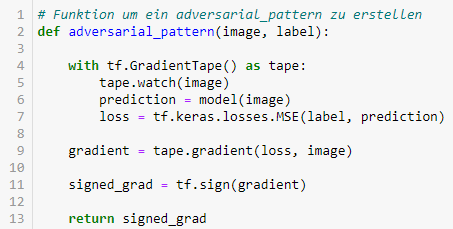 1 # Funktion um ein adversarial_pattern zu erstellen
2 def adversarial_pattern(image, label):
3
4     with tf.GradientTape() as tape:
5         tape.watch(image)
6         prediction = model(image)
7         loss = tf.keras.losses.MSE(label, prediction)
8
9     gradient = tape.gradient(loss, image)
10
11     signed_grad = tf.sign(gradient)
12
13     return signed_grad